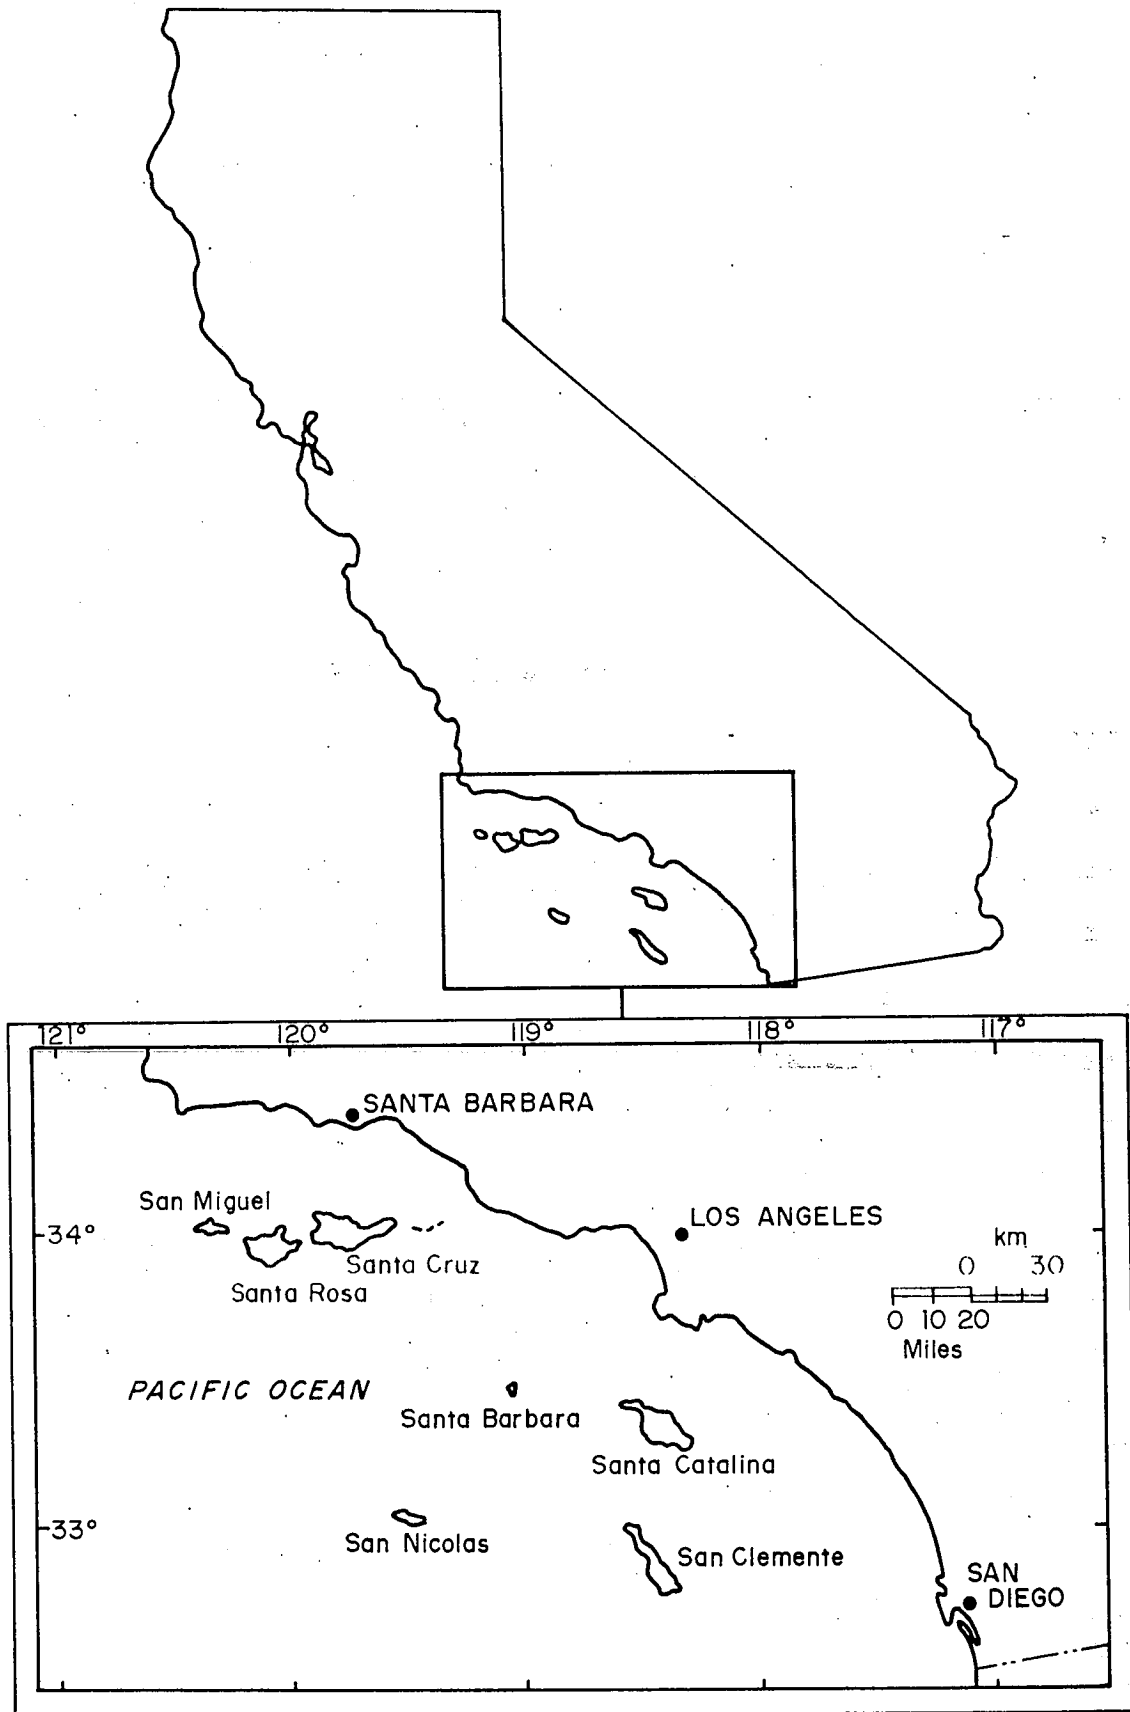 121° 120° 119° 118° 117°
SANTA BARBARA
San Miguel
34°
LOS ANGELES
Santa Cruz
Santa Rosa
km
0 30
0 10 20
Miles
PACIFIC OCEAN
Santa Barbara
Santa Catalina
33°
San Nicolas
San Clemente
SAN
DIEGO